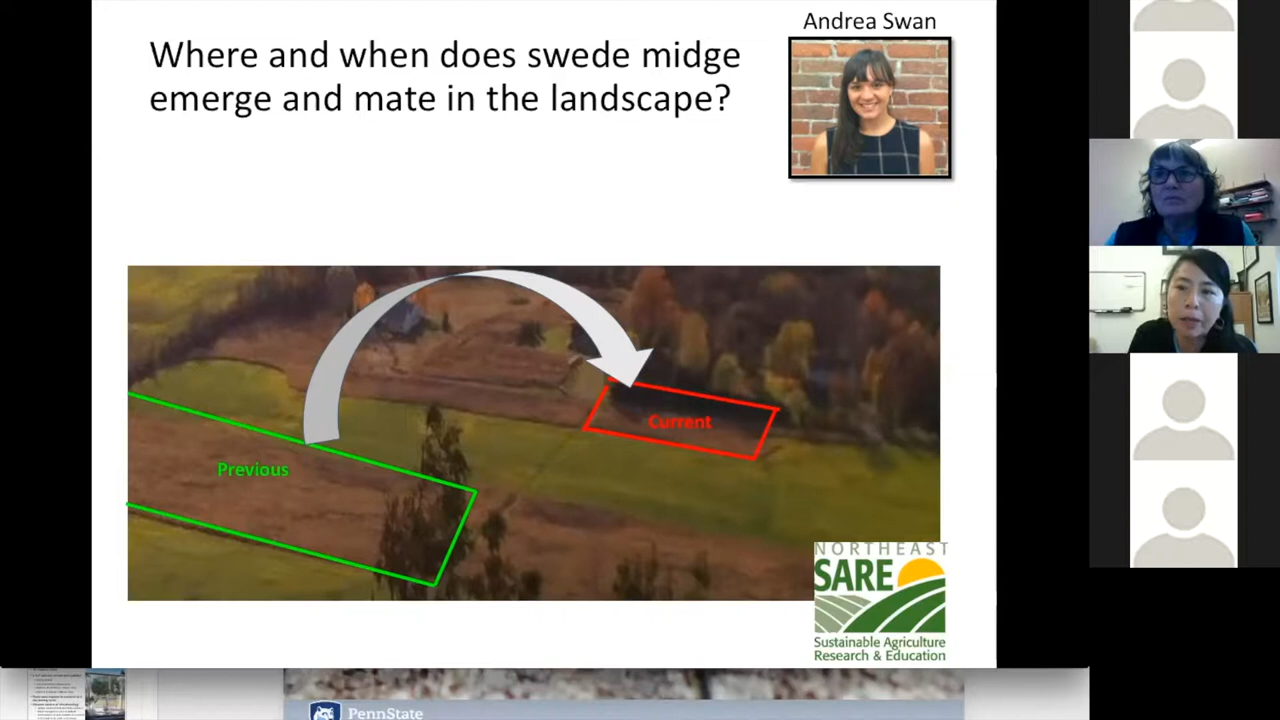 Andrea Swan
Where and when does swede midge
emerge and mate in the landscape?
Current
Previous
NORTHEAST
SARE
Sustainable Agriculture
Research & Education
PennState